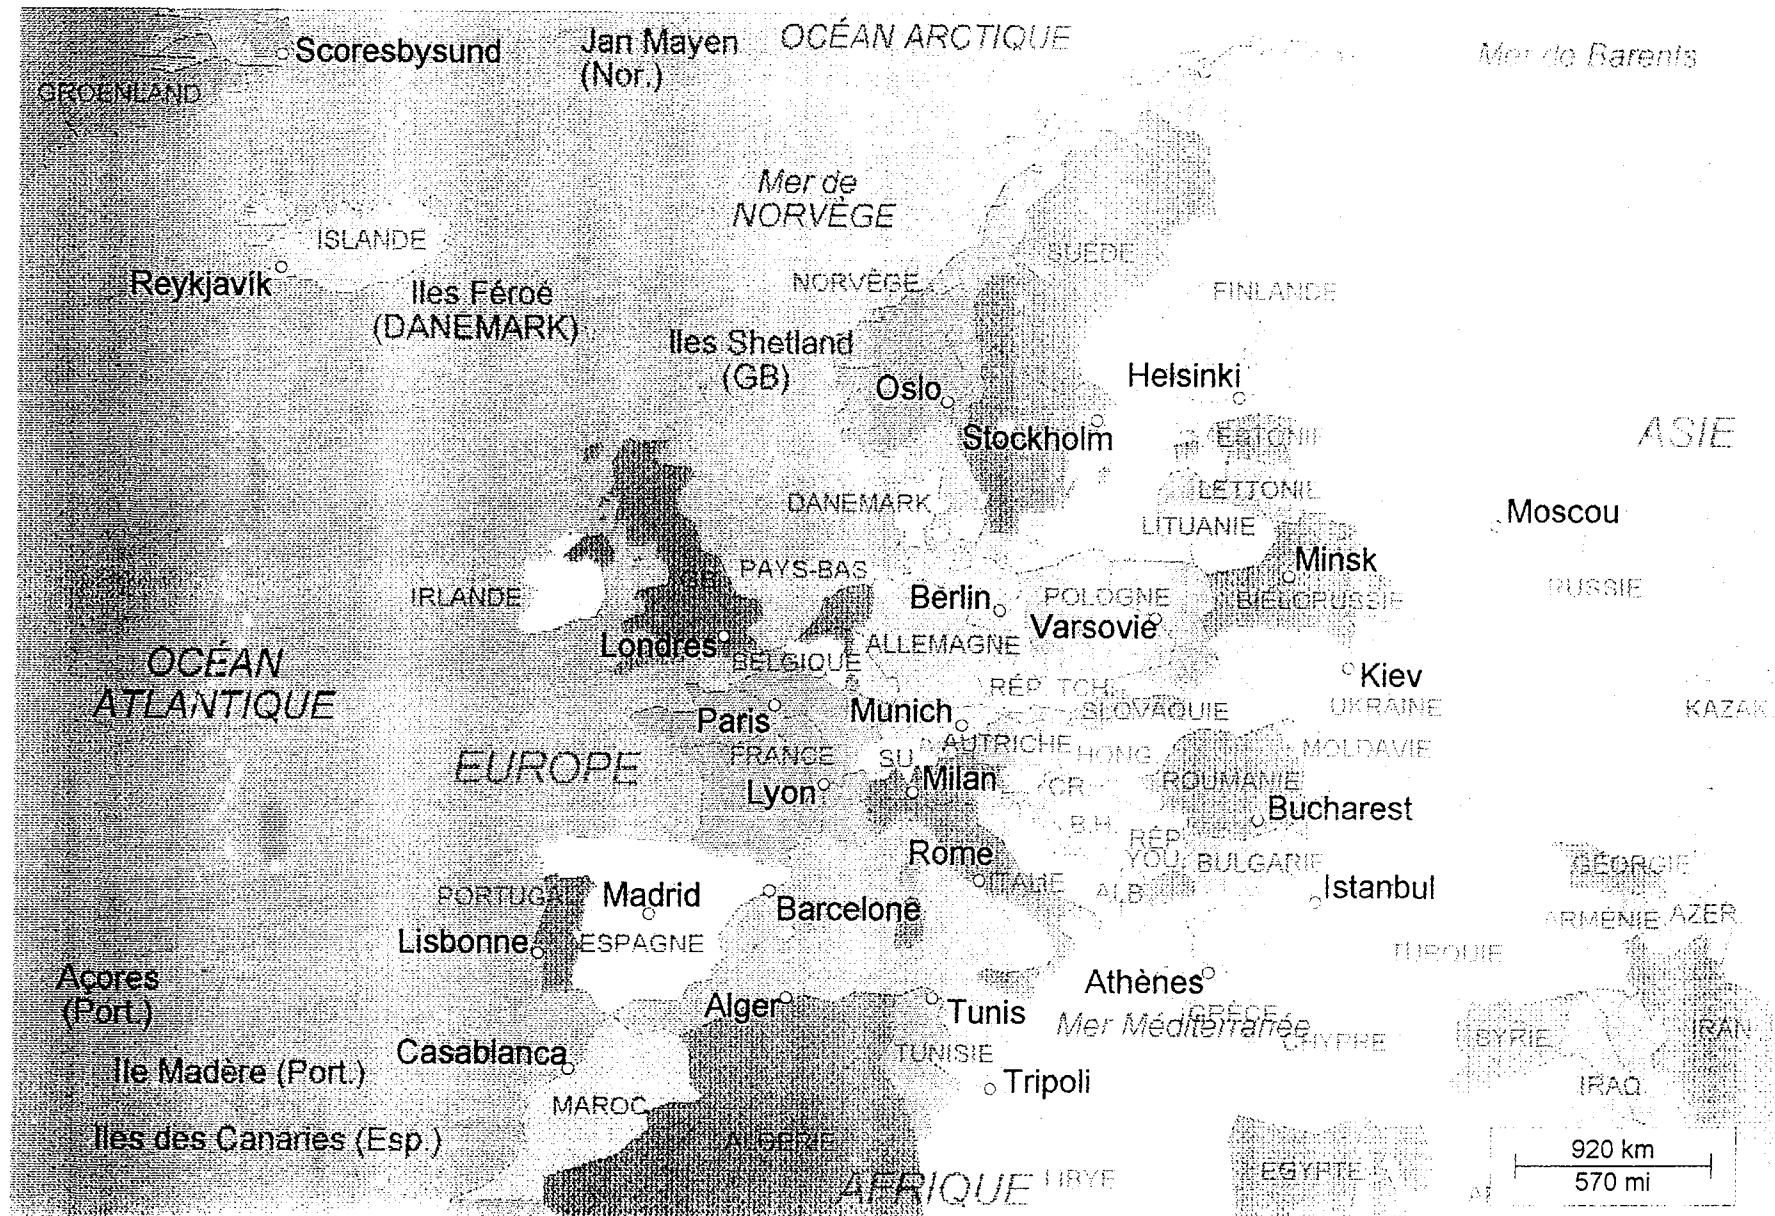 Scoresbysund
Jan Mayen
(Nor.)
OCÉAN ARCTIQUE
Mer de Barents
GROENLAND
Mer de
NORVÈGE
ISLANDE
Reykjavík
Iles Féroé
(DANEMARK)
NORVÈGE
SUÈDE
FINLANDE
Iles Shetland
(GB)
Oslo
Helsinki
Stockholm
ESTONIE
ASIE
DANEMARK
LETTONIE
LITUANIE
Moscou
Minsk
PAYS-BAS
IRLANDE
Berlin
POLOGNE
BIÉLORUSSIE
RUSSIE
Varsovie
Londres
BELGIQUE
ALLEMAGNE
OCÉAN
ATLANTIQUE
Kiev
RÉP. TCH.
SLOVAQUIE
UKRAINE
KAZAK.
Paris
Munich
FRANCE
AUTRICHE
HONG.
MOLDAVIE
EUROPE
SU.
Milan
Lyon
CR.
ROUMANIE
Bucharest
B.H.
RÉP.
YOU.
BULGARIE
Rome
ITALIE
ALB.
Istanbul
GÉORGIE
ARMÉNIE
AZER.
PORTUGAL
Madrid
Barcelone
Lisbonne
ESPAGNE
TURQUIE
Açores
(Port.)
Alger
Tunis
Athènes
GRÈCE
Mer Méditerranée
CHYPRE
SYRIE
IRAN
Casablanca
TUNISIE
Ile Madère (Port.)
Tripoli
IRAQ
MAROC
Iles des Canaries (Esp.)
ALGÉRIE
AFRIQUE
LIBYE
EGYPTE
920 km
570 mi